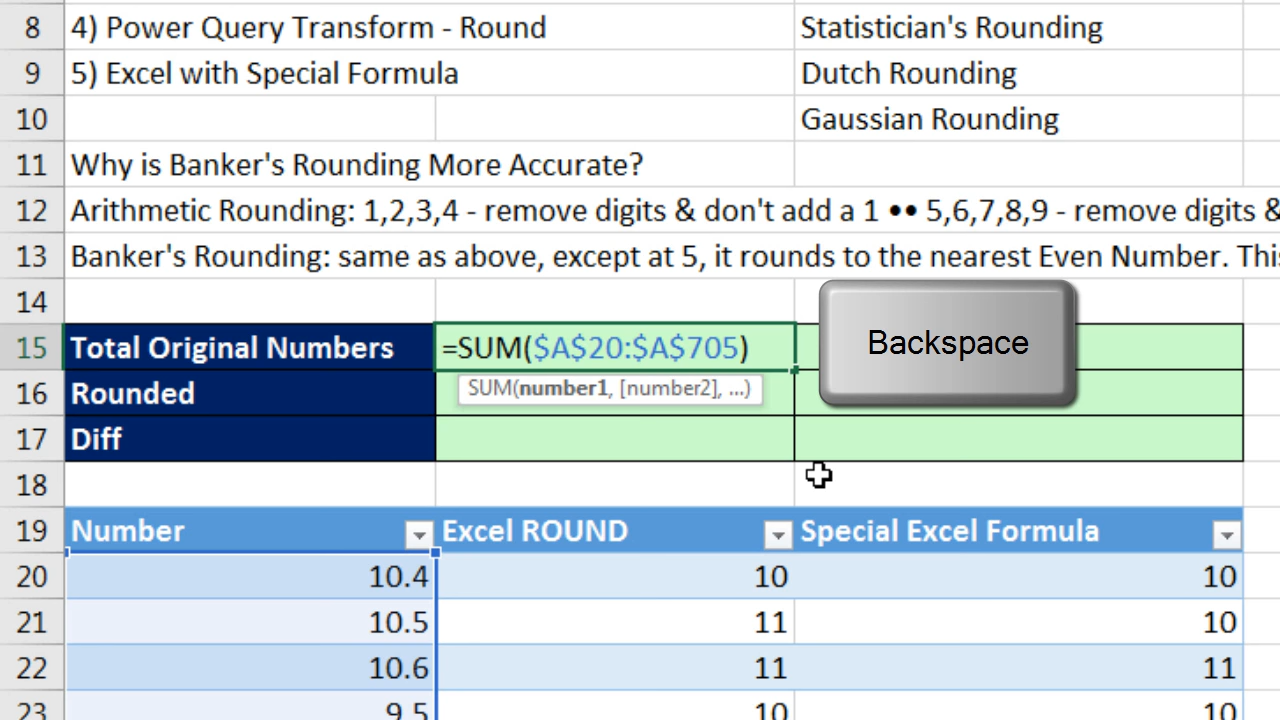 8 4) Power Query Transform - Round Statistician's Rounding
9 5) Excel with Special Formula Dutch Rounding
10 Gaussian Rounding
11 Why is Banker's Rounding More Accurate?
12 Arithmetic Rounding: 1,2,3,4 - remove digits & don't add a 1 •• 5,6,7,8,9 - remove digits &
13 Banker's Rounding: same as above, except at 5, it rounds to the nearest Even Number. This
14
15 Total Original Numbers =SUM($A$20:$A$705) Backspace
16 Rounded SUM(number1, [number2], ...)
17 Diff
18
19 Number Excel ROUND Special Excel Formula
20 10.4 10 10
21 10.5 11 10
22 10.6 11 11
23 9.5 10 10